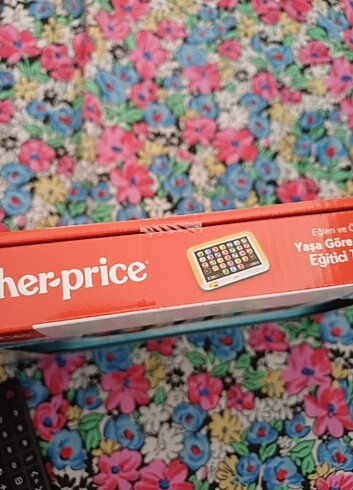 her-price®
Eğlen ve
Yaşa Göre
Eğitici